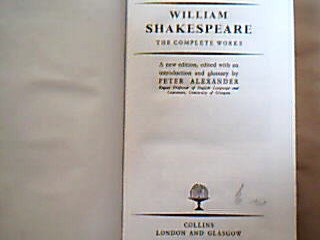 WILLIAM
SHAKESPEARE
THE COMPLETE WORKS
A new edition, edited with an
introduction and glossary by
PETER ALEXANDER
Regius Professor of English Language and
Literature, University of Glasgow
COLLINS
LONDON AND GLASGOW